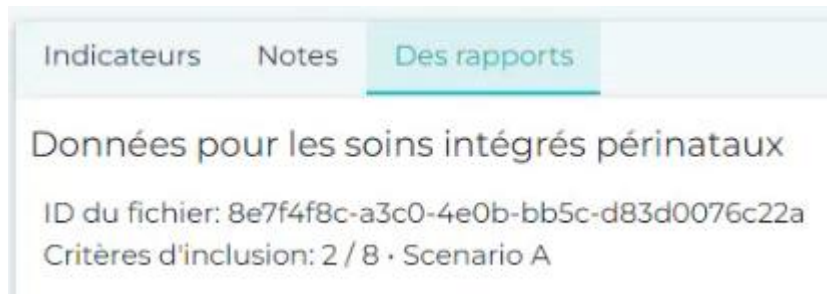 Indicateurs Notes Des rapports
Données pour les soins intégrés périnataux
ID du fichier: 8e7f4f8c-a3c0-4e0b-bb5c-d83d0076c22a
Critères d'inclusion: 2 / 8 · Scenario A